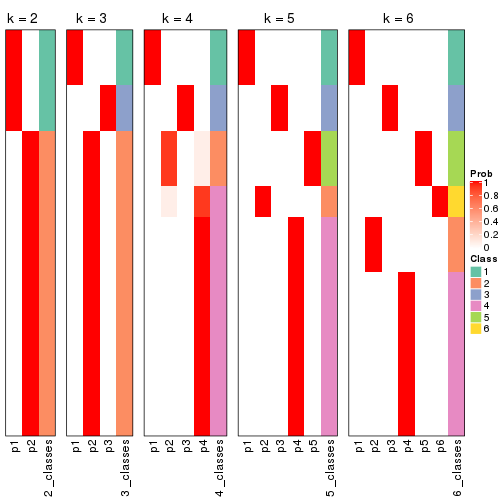 k = 2
k = 3
k = 4
k = 5
k = 6
Prob
1
0.8
0.6
0.4
0.2
0
Class
1
2
3
4
5
6
p1
p2
2_classes
p1
p2
p3
3_classes
p1
p2
p3
p4
4_classes
p1
p2
p3
p4
p5
5_classes
p1
p2
p3
p4
p5
p6
6_classes